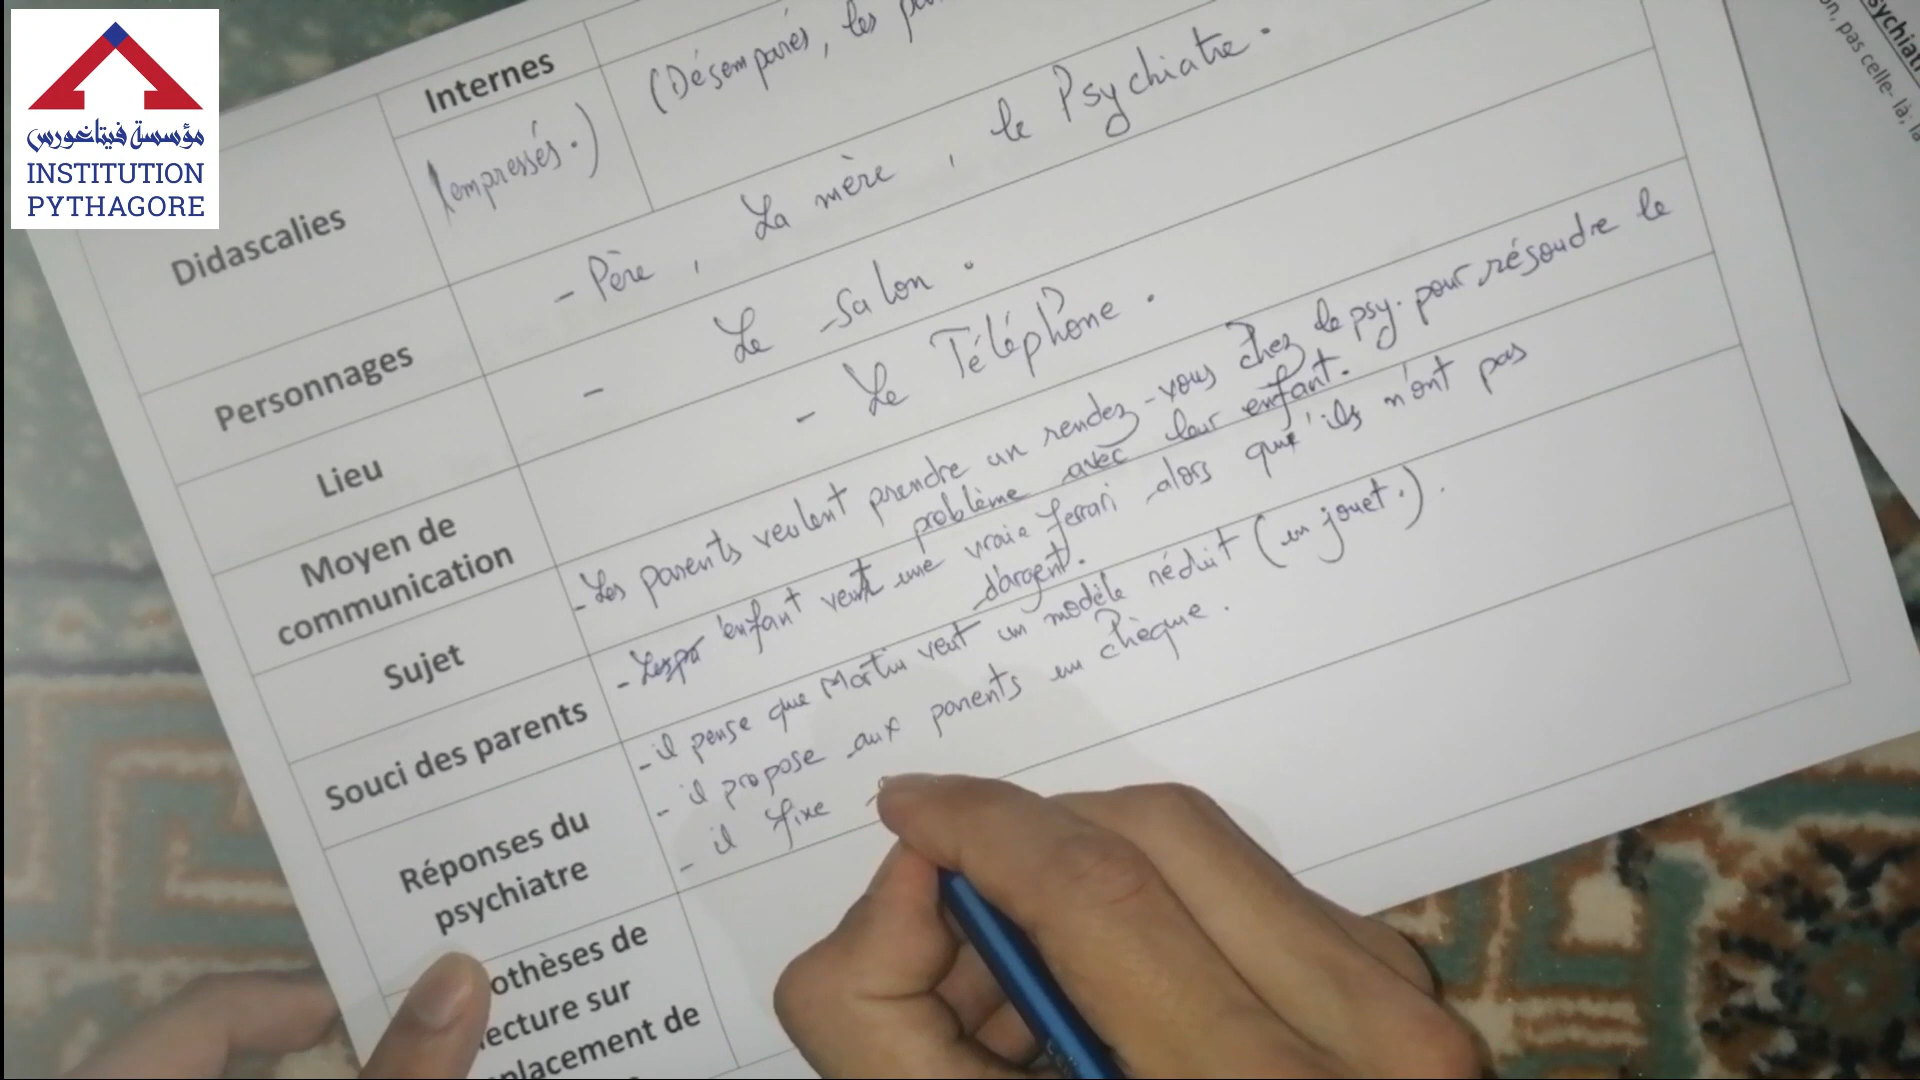 مؤسسة فيتاغورس
INSTITUTION
PYTHAGORE
Internes
(Désemparés, les
Didascalies
(empressés.)
Personnages
- Père, La mère, le Psychiatre.
Lieu
- Le salon.
Moyen de
communication
- Le Téléphone.
Sujet
- Les parents veulent prendre un rendez-vous chez le psy. pour résoudre le
problème avec leur enfant.
Souci des parents
- L'enfant veut une vraie ferrari alors que ils n'ont pas
d'argent.
Réponses du
psychiatre
- il pense que Martin veut un modèle réduit (un jouet.).
- il propose aux parents un chèque.
- il fixe
othèses de
lecture sur
placement de
sychiatr
on, pas celle- là; la